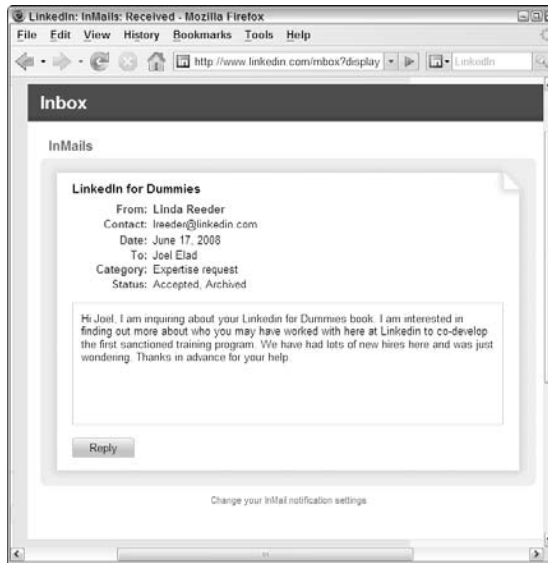 LinkedIn: InMails: Received - Mozilla Firefox
File Edit View History Bookmarks Tools Help
http://www.linkedin.com/mbox?display LinkedIn
Inbox
InMails
LinkedIn for Dummies
From: Linda Reeder
Contact: lreeder@linkedin.com
Date: June 17, 2008
To: Joel Elad
Category: Expertise request
Status: Accepted, Archived
Hi Joel, I am inquiring about your Linkedin for Dummies book. I am interested in
finding out more about who you may have worked with here at Linkedin to co-develop
the first sanctioned training program. We have had lots of new hires here and was just
wondering. Thanks in advance for your help.
Reply
Change your InMail notification settings